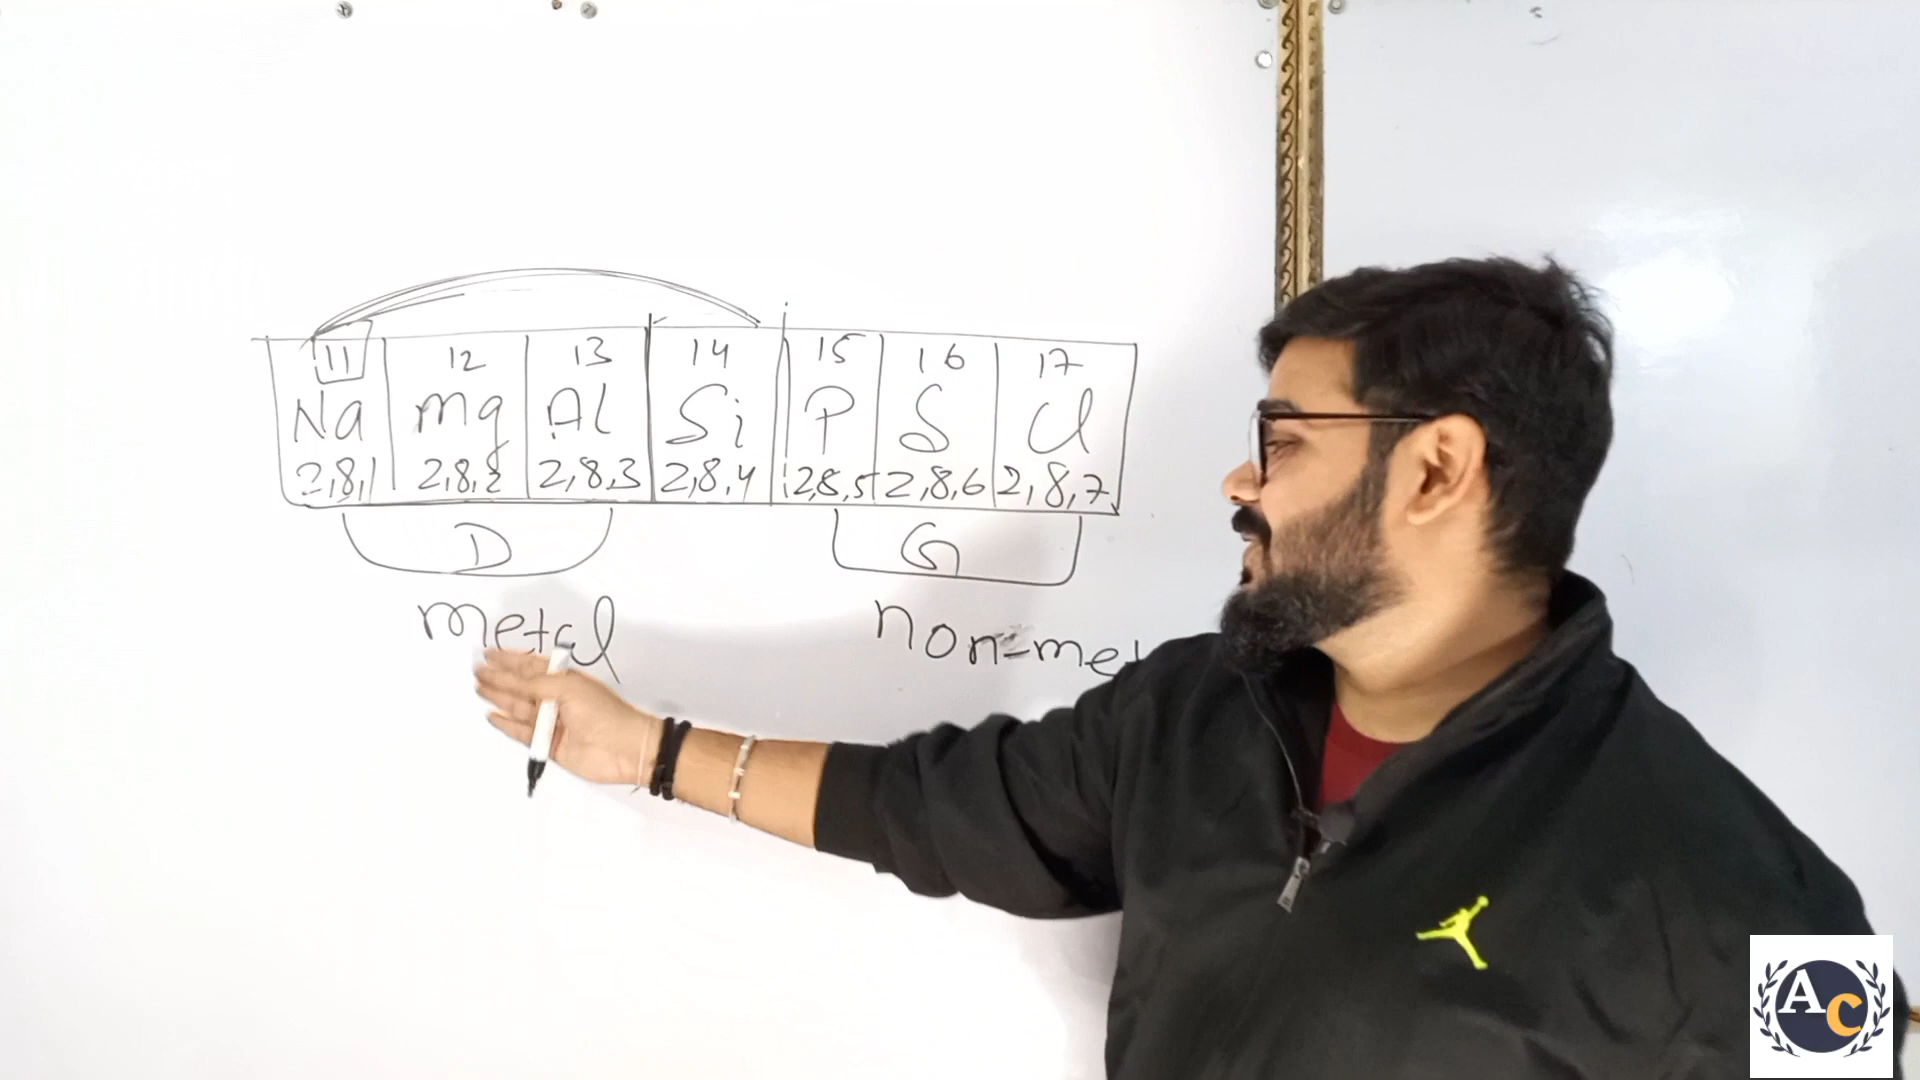 11 12 13 14 15 16 17
Na Mg Al Si P S Cl
2,8,1 2,8,2 2,8,3 2,8,4 2,8,5 2,8,6 2,8,7
D G
metal non-met
AC